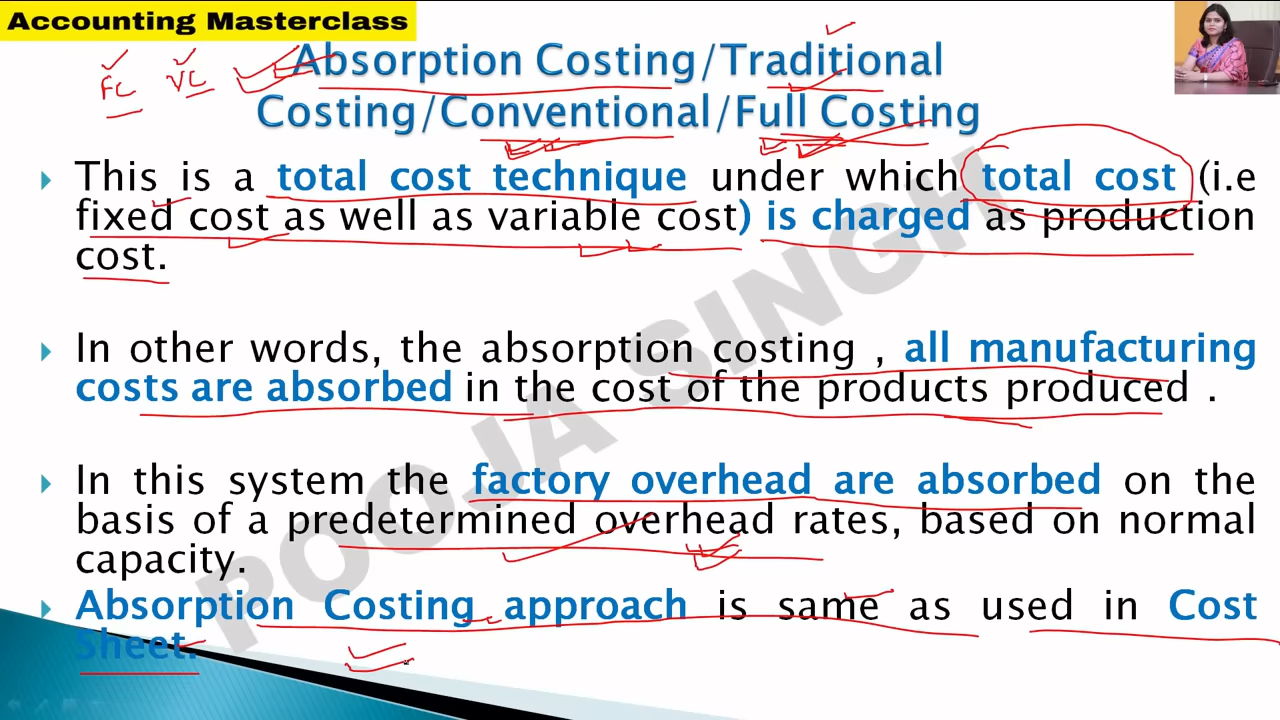 Accounting Masterclass
FC VC
Absorption Costing/Traditional
Costing/Conventional/Full Costing
This is a total cost technique under which total cost (i.e
fixed cost as well as variable cost) is charged as production
cost.
In other words, the absorption costing , all manufacturing
costs are absorbed in the cost of the products produced .
In this system the factory overhead are absorbed on the
basis of a predetermined overhead rates, based on normal
capacity.
Absorption Costing approach is same as used in Cost
Sheet.
POOJA SINGH